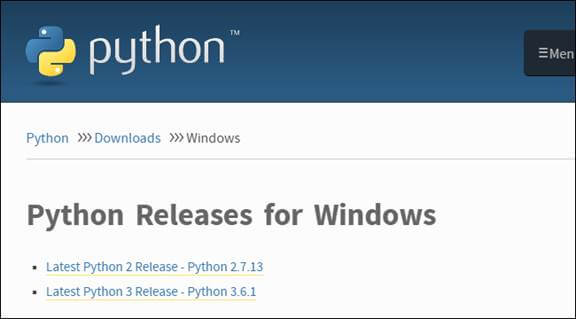 python™
☰Men
Python >>> Downloads >>> Windows
Python Releases for Windows
Latest Python 2 Release - Python 2.7.13
Latest Python 3 Release - Python 3.6.1